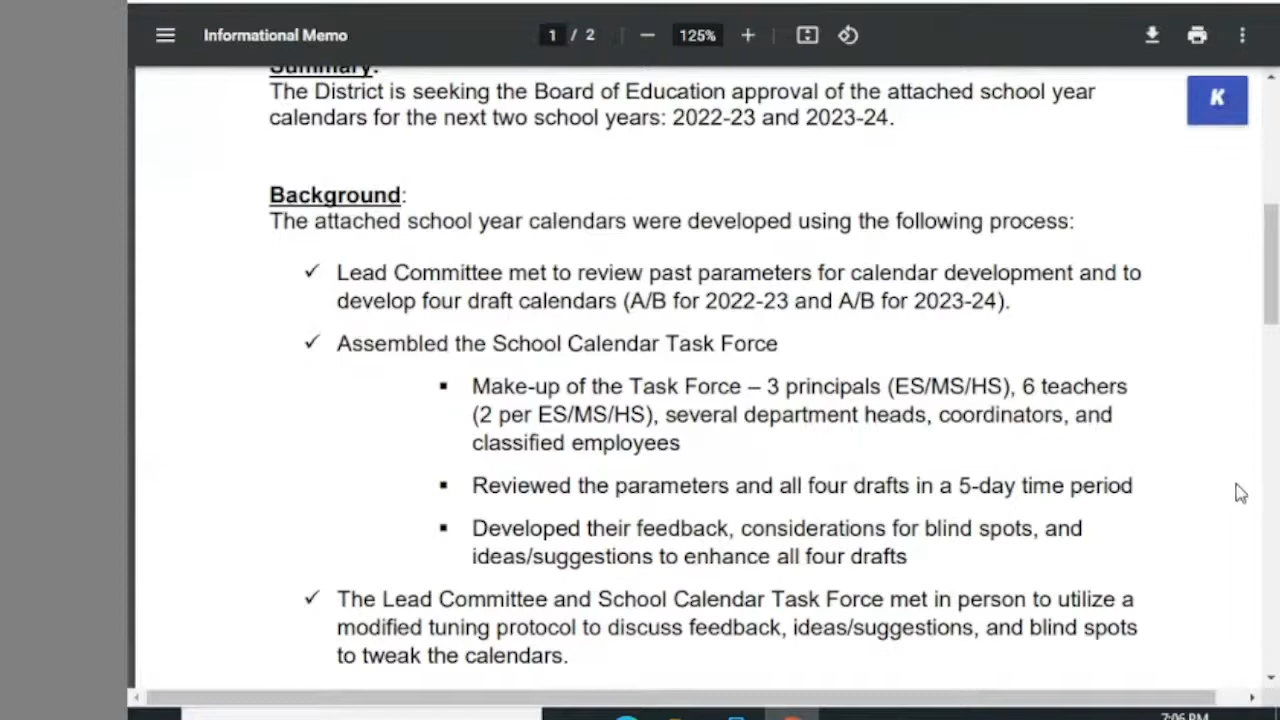 Informational Memo
1 / 2
125%
Summary:
The District is seeking the Board of Education approval of the attached school year
calendars for the next two school years: 2022-23 and 2023-24.
K
Background:
The attached school year calendars were developed using the following process:
✓ Lead Committee met to review past parameters for calendar development and to
develop four draft calendars (A/B for 2022-23 and A/B for 2023-24).
✓ Assembled the School Calendar Task Force
▪ Make-up of the Task Force – 3 principals (ES/MS/HS), 6 teachers
(2 per ES/MS/HS), several department heads, coordinators, and
classified employees
▪ Reviewed the parameters and all four drafts in a 5-day time period
▪ Developed their feedback, considerations for blind spots, and
ideas/suggestions to enhance all four drafts
✓ The Lead Committee and School Calendar Task Force met in person to utilize a
modified tuning protocol to discuss feedback, ideas/suggestions, and blind spots
to tweak the calendars.
7:06 PM